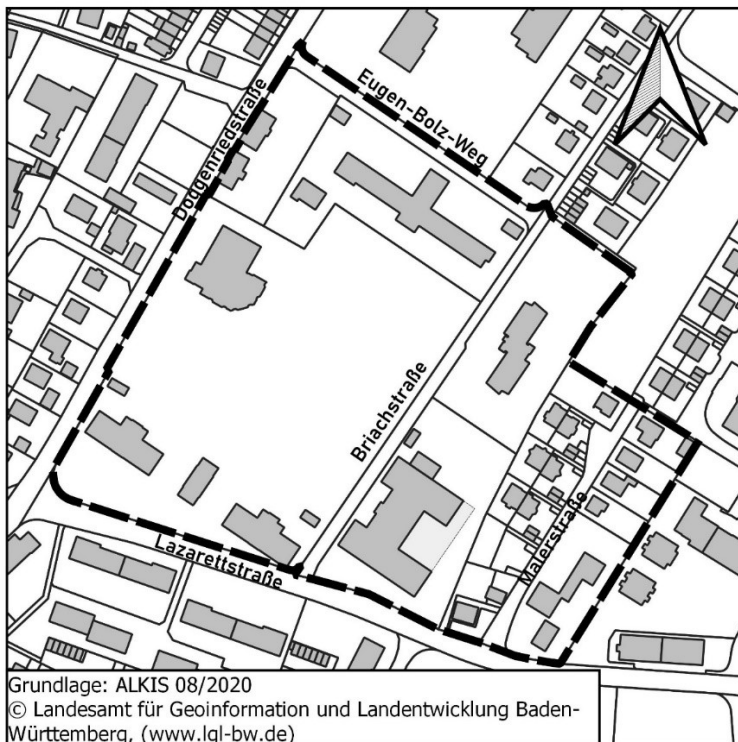 Eugen-Bolz-Weg
Doggenriedstraße
Briachstraße
Malerstraße
Lazarettstraße
Grundlage: ALKIS 08/2020
© Landesamt für Geoinformation und Landentwicklung Baden-
Württemberg, (www.lgl-bw.de)